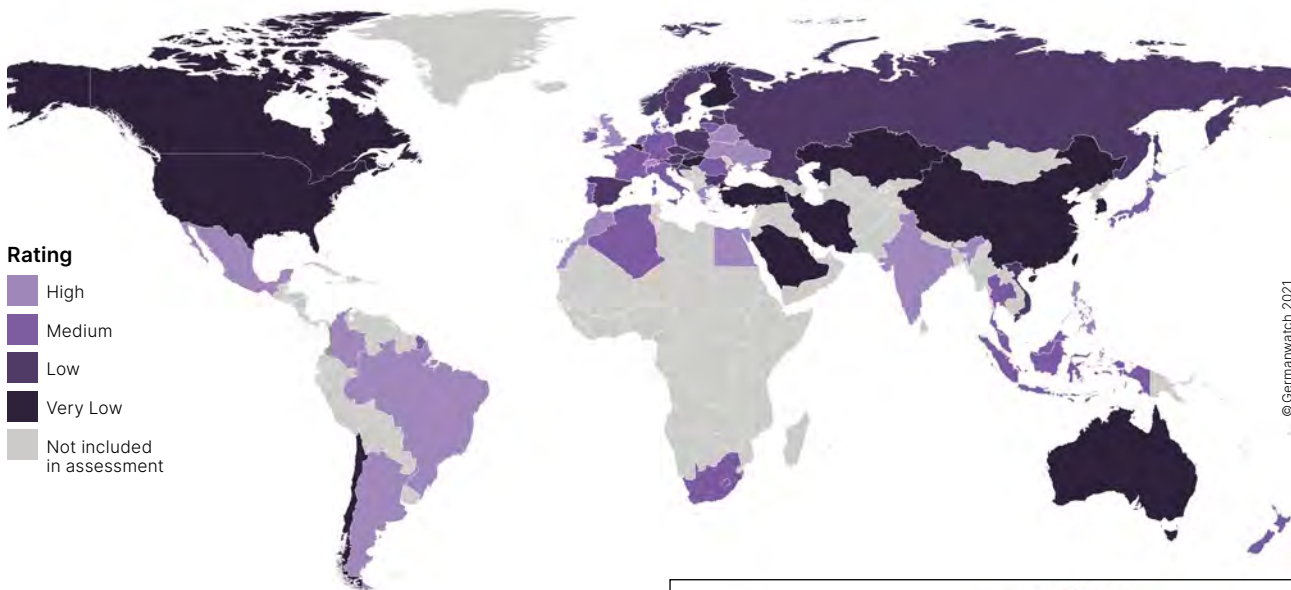 Rating
High
Medium
Low
Very Low
Not included
in assessment
© Germanwatch 2021